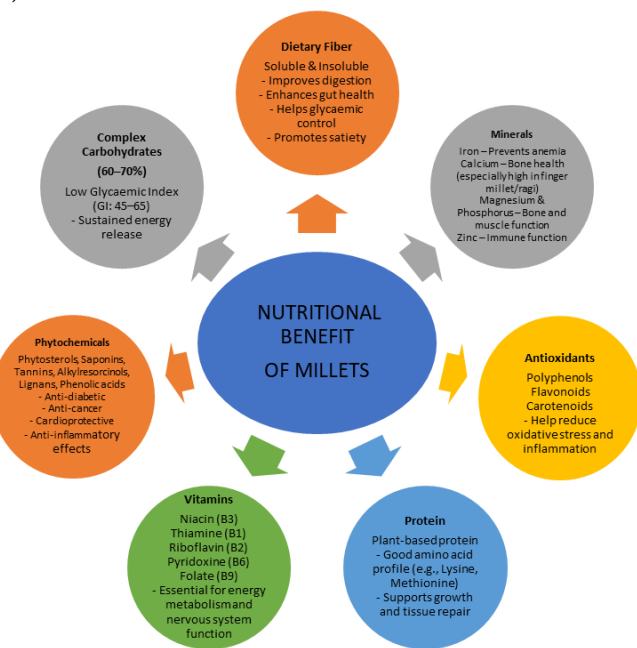 Dietary Fiber
Soluble & Insoluble
- Improves digestion
- Enhances gut health
- Helps glycaemic
control
- Promotes satiety
Complex
Carbohydrates
(60–70%)
Low Glycaemic Index
(GI: 45–65)
- Sustained energy
release
Minerals
Iron – Prevents anemia
Calcium – Bone health
(especially high in finger
millet/ragi)
Magnesium &
Phosphorus – Bone and
muscle function
Zinc – Immune function
NUTRITIONAL
BENEFIT
OF MILLETS
Phytochemicals
Phytosterols, Saponins,
Tannins, Alkylresorcinols,
Lignans, Phenolic acids
- Anti-diabetic
- Anti-cancer
- Cardioprotective
- Anti-inflammatory
effects
Antioxidants
Polyphenols
Flavonoids
Carotenoids
- Help reduce
oxidative stress and
inflammation
Vitamins
Niacin (B3)
Thiamine (B1)
Riboflavin (B2)
Pyridoxine (B6)
Folate (B9)
- Essential for energy
metabolism and
nervous system
function
Protein
Plant-based protein
- Good amino acid
profile (e.g., Lysine,
Methionine)
- Supports growth
and tissue repair